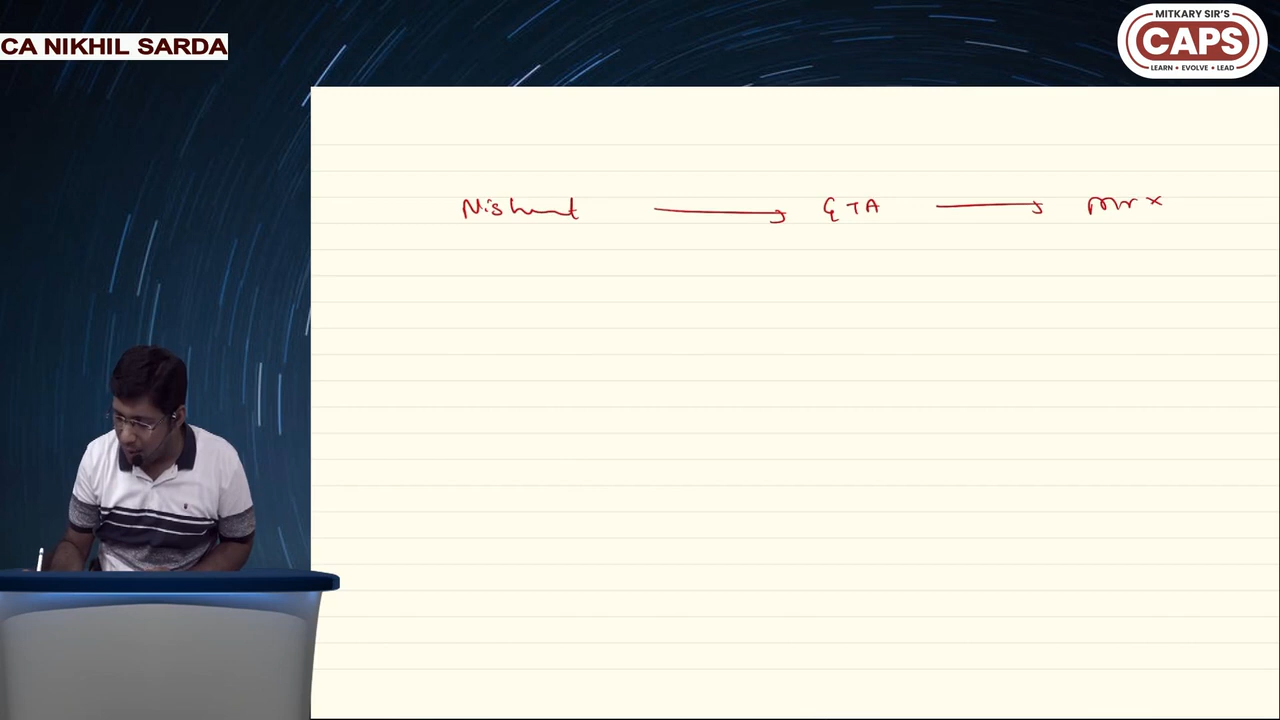 CA NIKHIL SARDA
MITKARY SIR'S
CAPS
LEARN • EVOLVE • LEAD
Nishant → GTA → Mr x